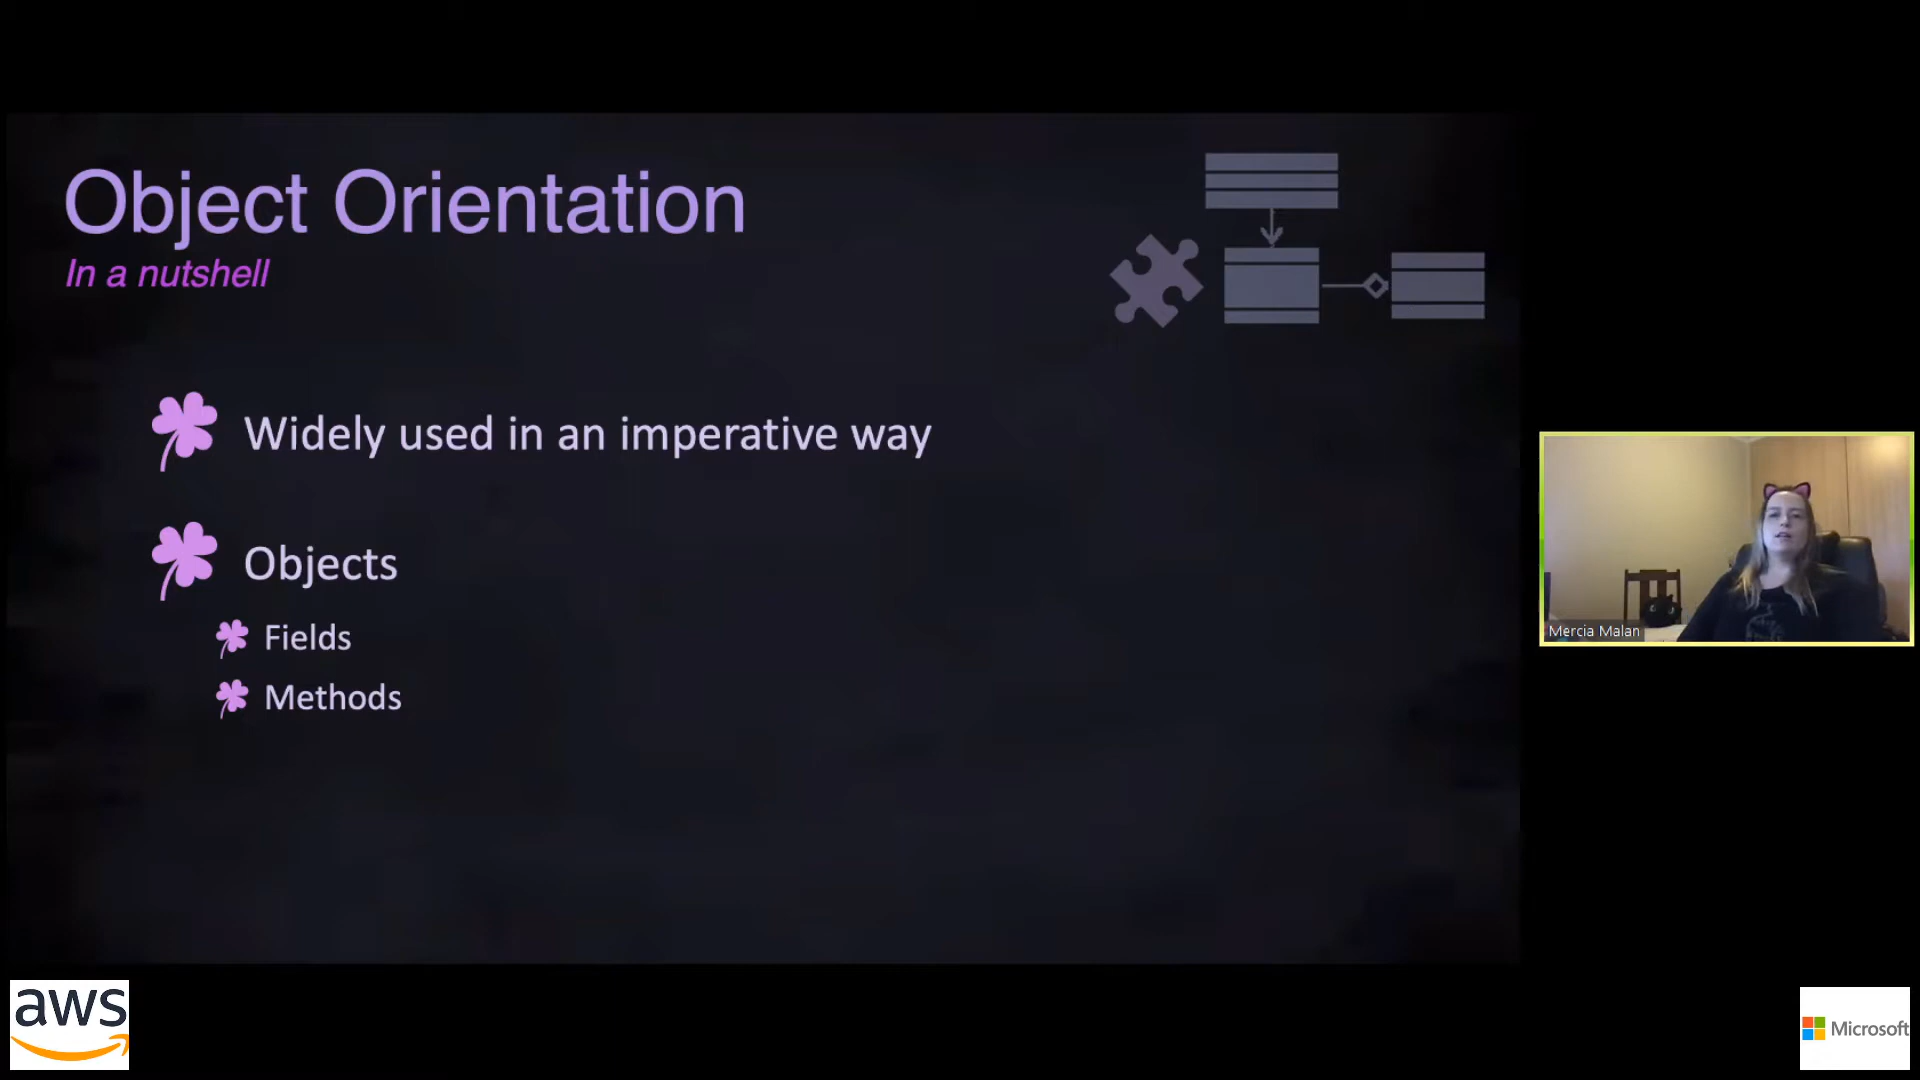 Object Orientation
In a nutshell
Widely used in an imperative way
Objects
Fields
Methods
Mercia Malan
aws
Microsoft